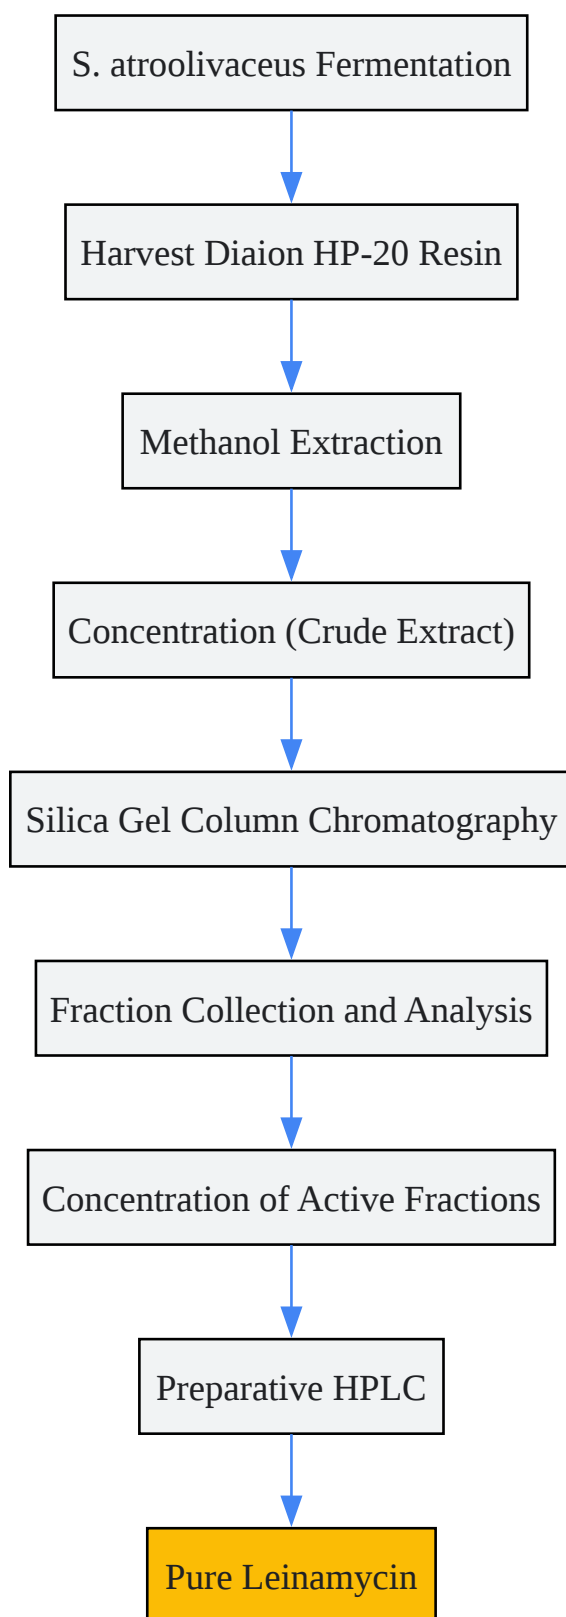 S. atroolivaceus Fermentation
Harvest Diaion HP-20 Resin
Methanol Extraction
Concentration (Crude Extract)
Silica Gel Column Chromatography
Fraction Collection and Analysis
Concentration of Active Fractions
Preparative HPLC
Pure Leinamycin